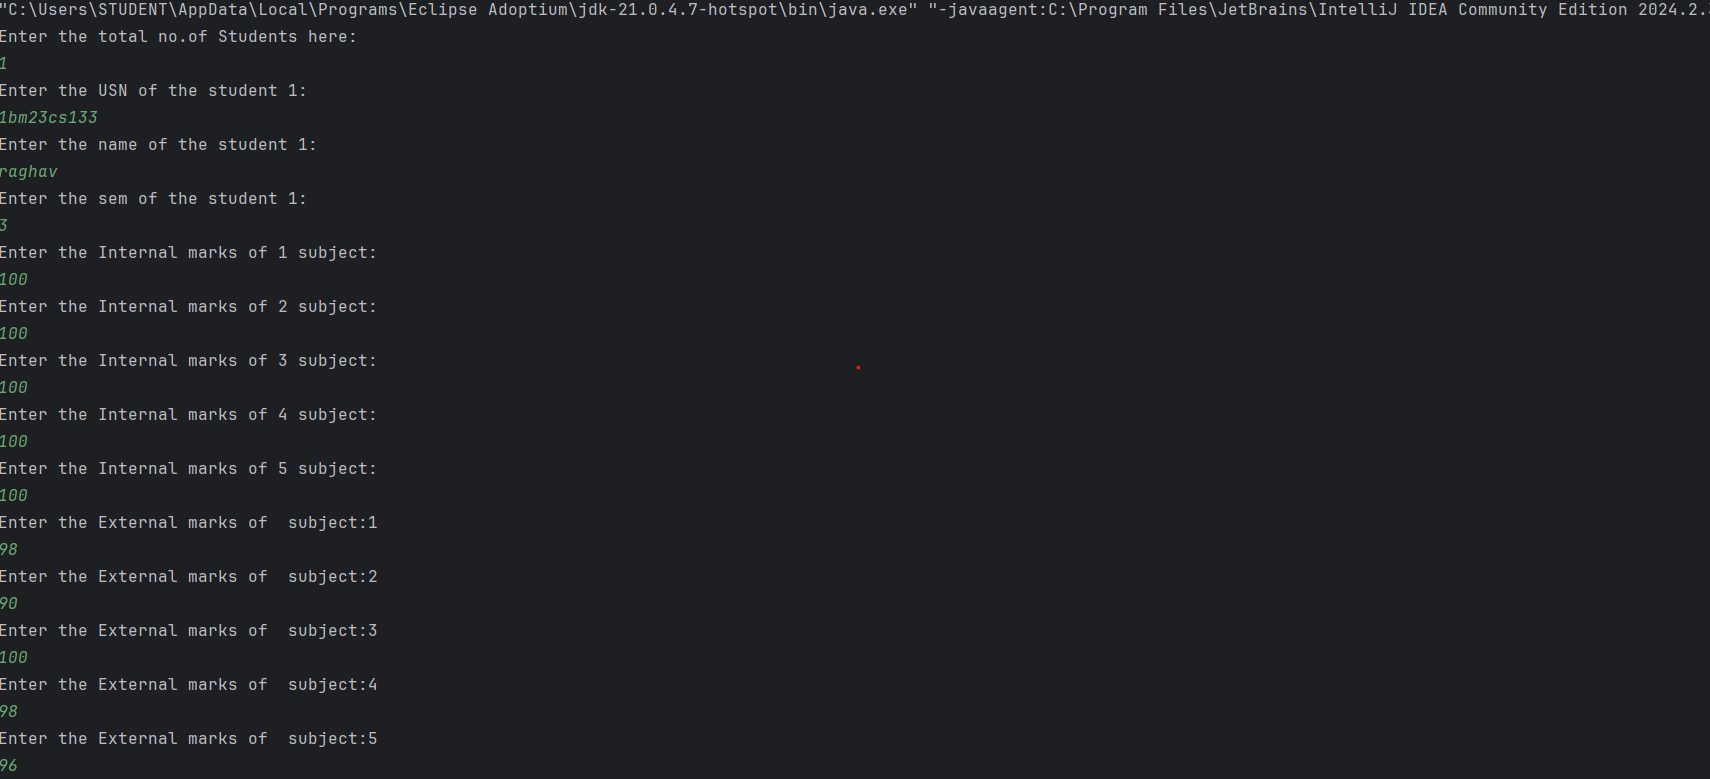 "C:\Users\STUDENT\AppData\Local\Programs\Eclipse Adoptium\jdk-21.0.4.7-hotspot\bin\java.exe" "-javaagent:C:\Program Files\JetBrains\IntelliJ IDEA Community Edition 2024.2.
Enter the total no.of Students here:
1
Enter the USN of the student 1:
1bm23cs133
Enter the name of the student 1:
raghav
Enter the sem of the student 1:
3
Enter the Internal marks of 1 subject:
100
Enter the Internal marks of 2 subject:
100
Enter the Internal marks of 3 subject:
100
Enter the Internal marks of 4 subject:
100
Enter the Internal marks of 5 subject:
100
Enter the External marks of  subject:1
98
Enter the External marks of  subject:2
90
Enter the External marks of  subject:3
100
Enter the External marks of  subject:4
98
Enter the External marks of  subject:5
96